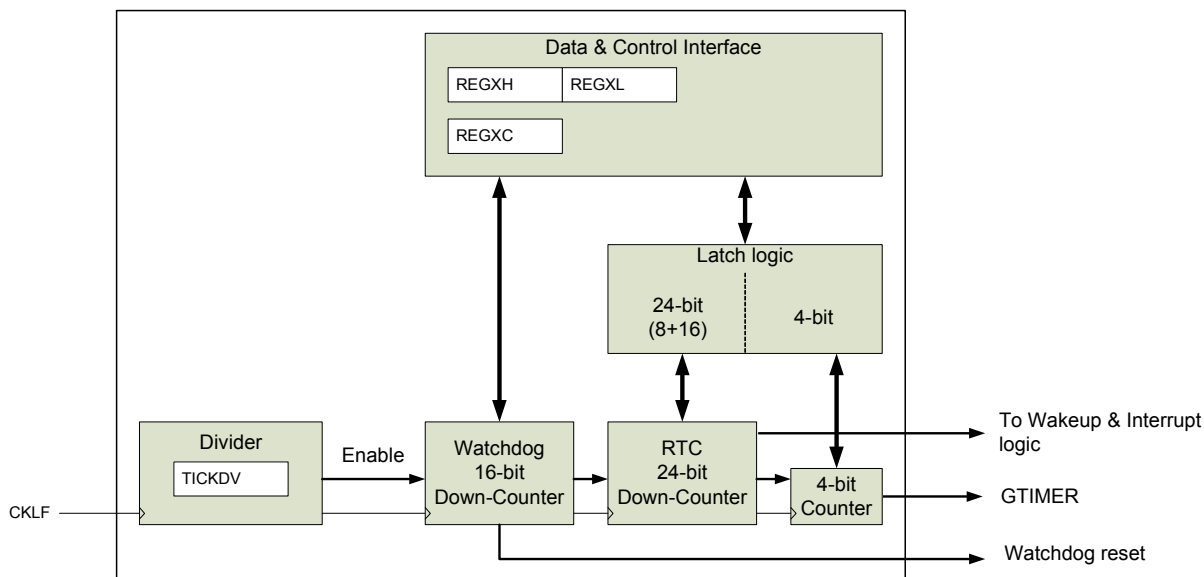 Data & Control Interface
REGXH
REGXL
REGXC
Latch logic
24-bit
(8+16)
4-bit
Divider
TICKDV
Enable
Watchdog
16-bit
Down-Counter
RTC
24-bit
Down-Counter
4-bit
Counter
To Wakeup & Interrupt
logic
GTIMER
CKLF
Watchdog reset